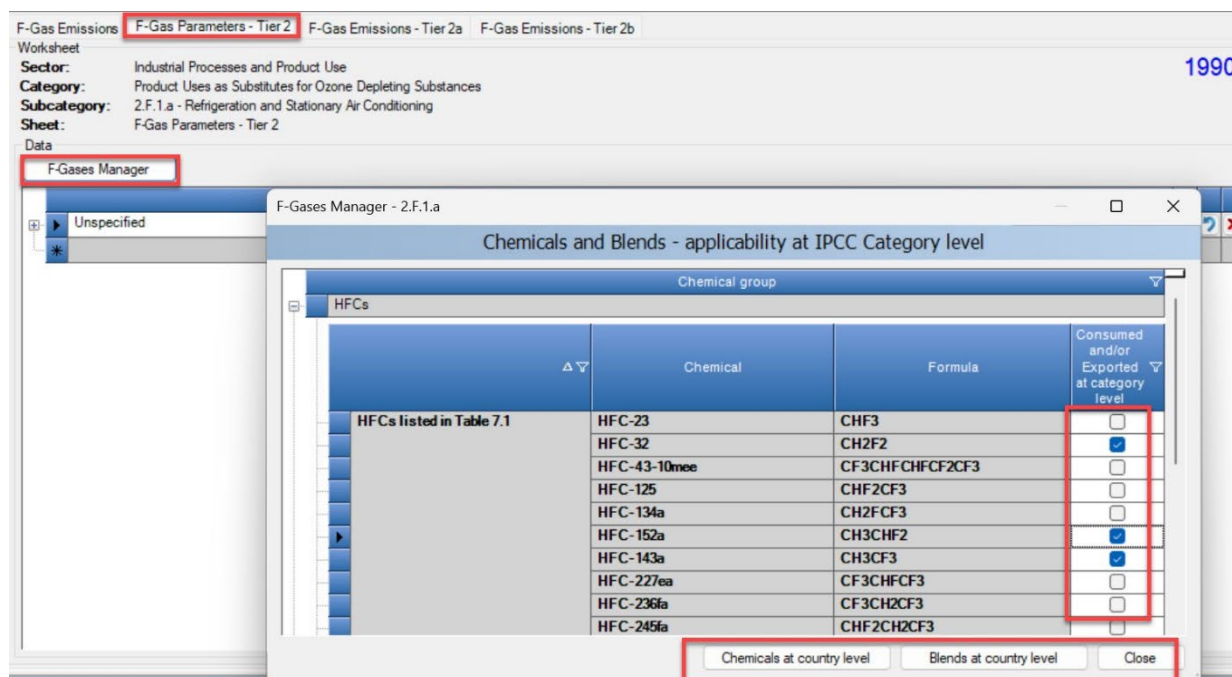 F-Gas Emissions F-Gas Parameters - Tier 2 F-Gas Emissions - Tier 2a F-Gas Emissions - Tier 2b
Worksheet
Sector: Industrial Processes and Product Use 1990
Category: Product Uses as Substitutes for Ozone Depleting Substances
Subcategory: 2.F.1.a - Refrigeration and Stationary Air Conditioning
Sheet: F-Gas Parameters - Tier 2
Data
F-Gases Manager
Unspecified
F-Gases Manager - 2.F.1.a
Chemicals and Blends - applicability at IPCC Category level
Chemical group
HFCs
Chemical Formula Consumed and/or Exported at category level
HFCs listed in Table 7.1 HFC-23 CHF3
HFC-32 CH2F2
HFC-43-10mee CF3CHFCHFCF2CF3
HFC-125 CHF2CF3
HFC-134a CH2FCF3
HFC-152a CH3CHF2
HFC-143a CH3CF3
HFC-227ea CF3CHFCF3
HFC-236fa CF3CH2CF3
HFC-245fa CHF2CH2CF3
Chemicals at country level Blends at country level Close